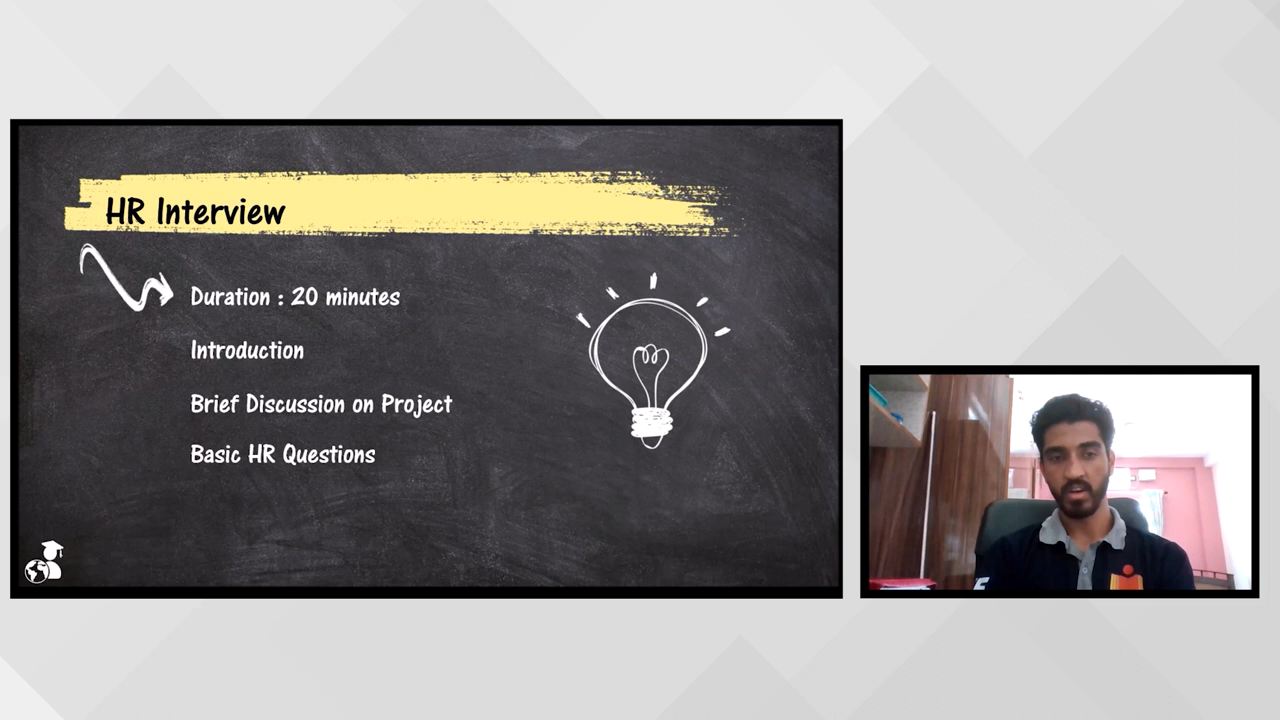 HR Interview
Duration : 20 minutes
Introduction
Brief Discussion on Project
Basic HR Questions